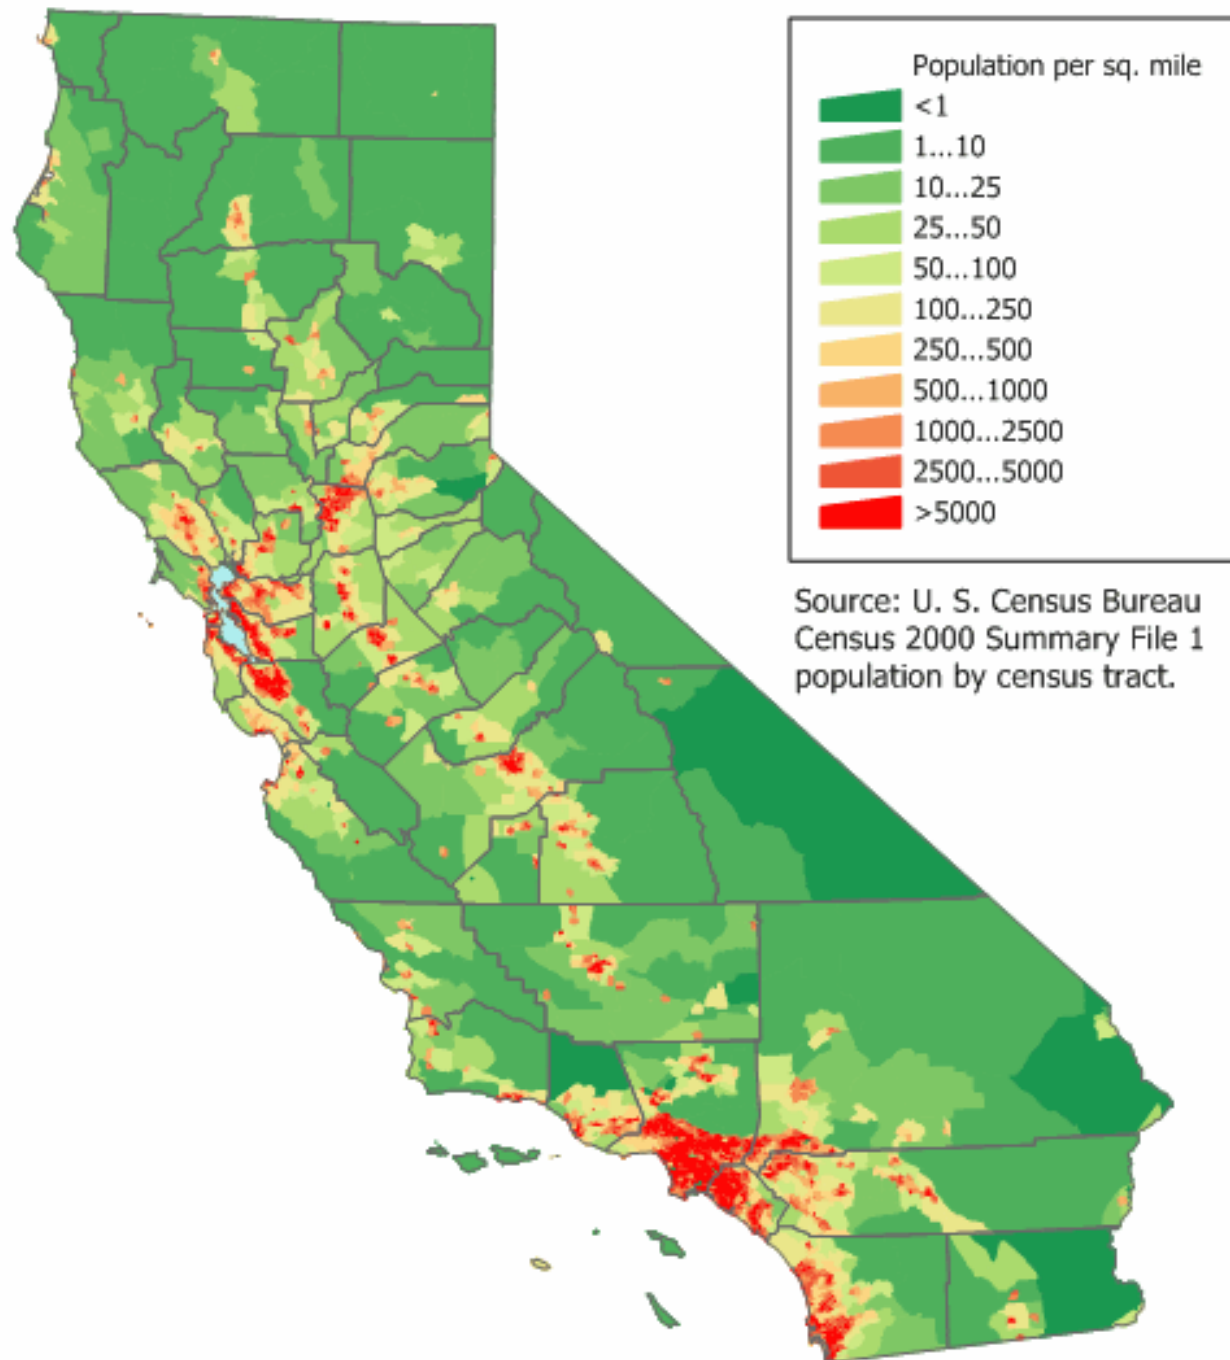 Population per sq. mile
<1
1...10
10...25
25...50
50...100
100...250
250...500
500...1000
1000...2500
2500...5000
>5000
Source: U. S. Census Bureau
Census 2000 Summary File 1
population by census tract.